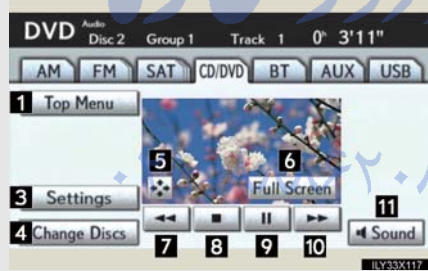 DVD Audio Disc 2 Group 1 Track 1 0h 3'11"
AM FM SAT CD/DVD BT AUX USB
1 Top Menu
5 6
Full Screen
3 Settings
11
4 Change Discs Sound
7 8 9 10
ILY33X117